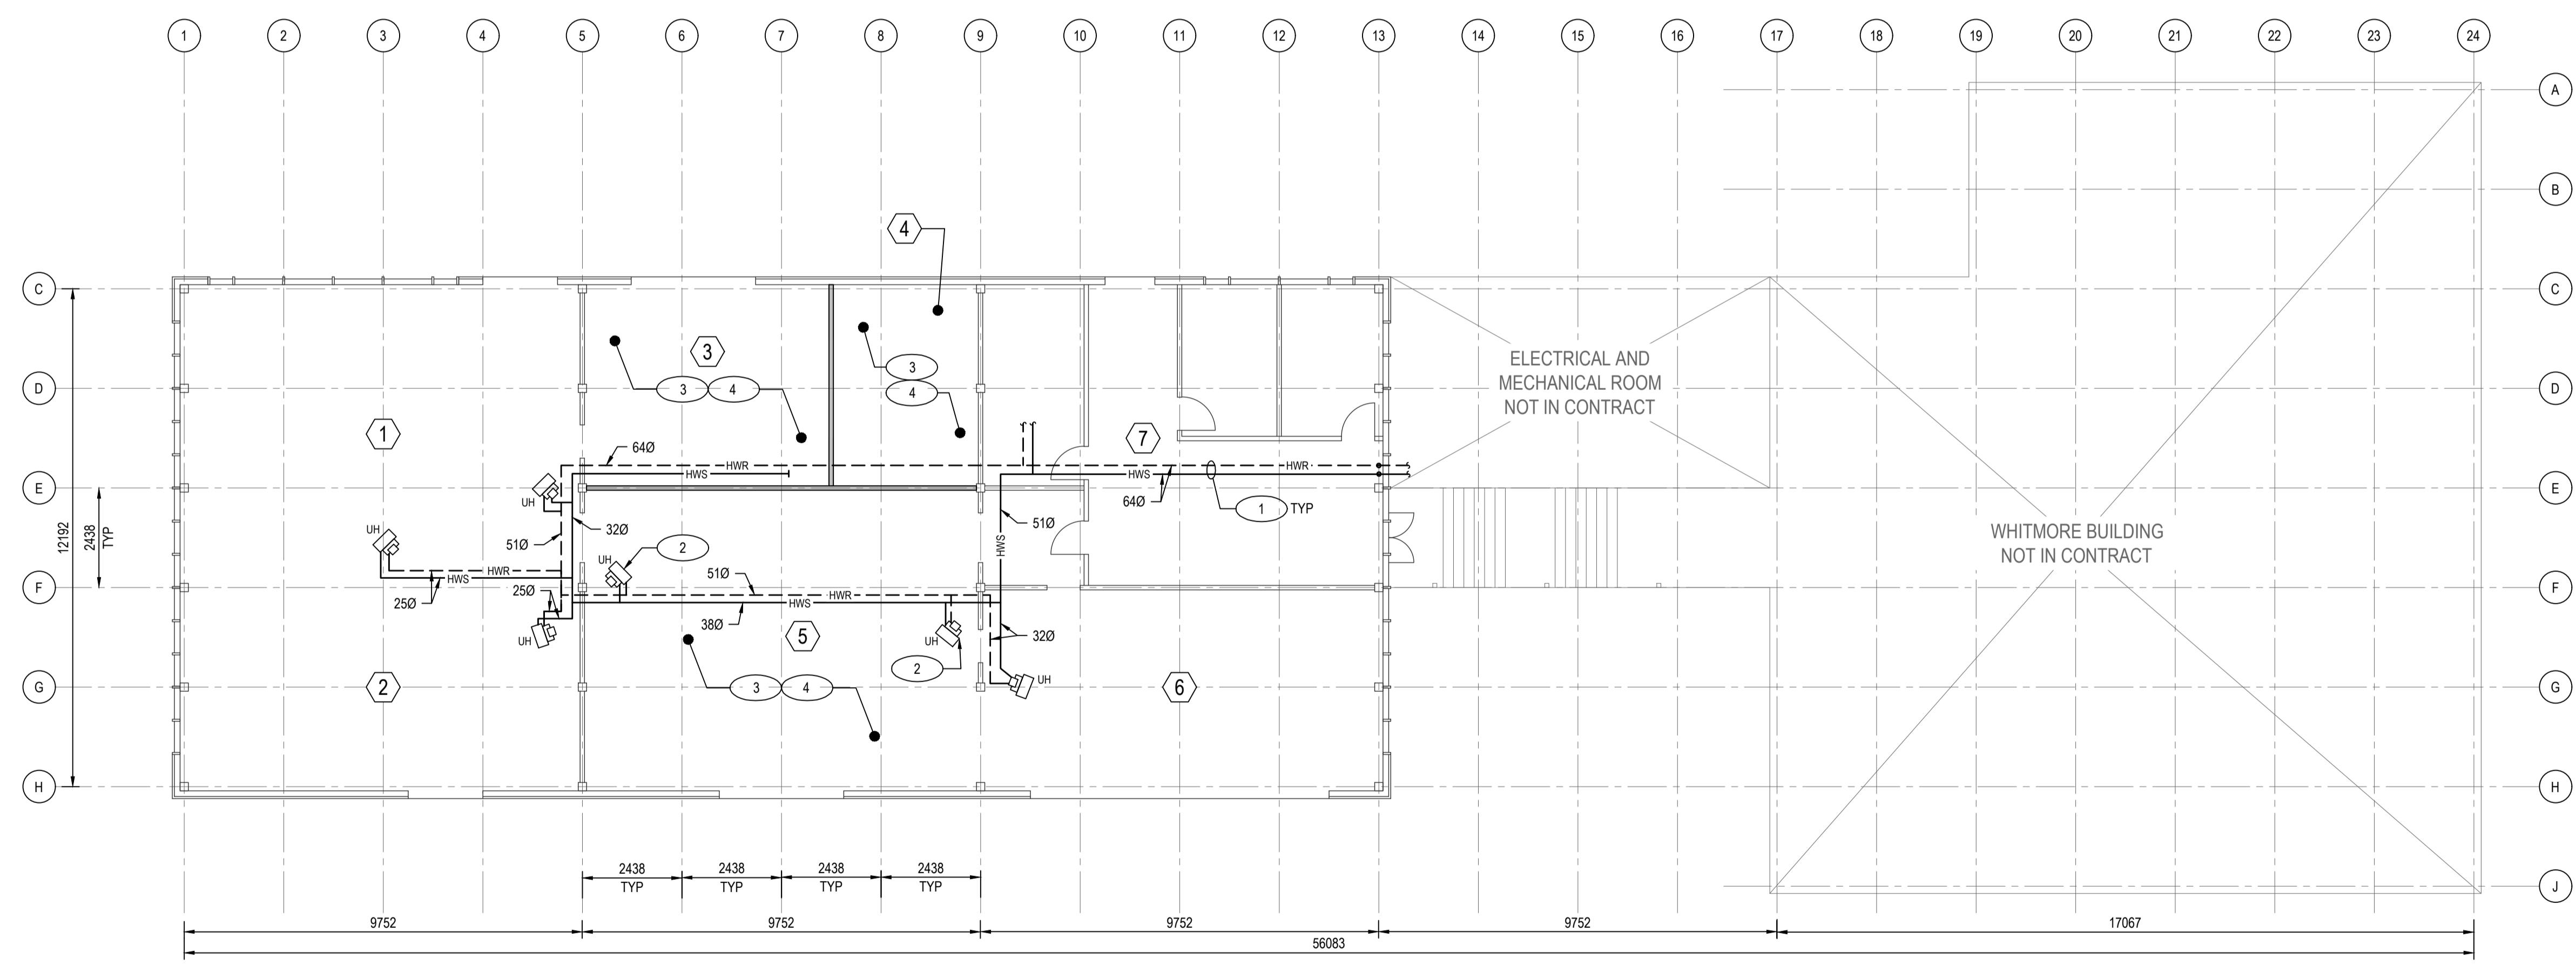 1 2 3 4 5 6 7 8 9 10 11 12 13 14 15 16 17 18 19 20 21 22 23 24
A
B
4
C C
3
3
ELECTRICAL AND
MECHANICAL ROOM
NOT IN CONTRACT
D 3 4 4 D
1
7
64Ø
HWR HWR
HWS HWS
E E
UH
64Ø
1 TYP
32Ø
51Ø
51Ø
12192
2438
TYP
UH
UH
2
HWS
WHITMORE BUILDING
NOT IN CONTRACT
HWR
HWS
51Ø
F F
25Ø
25Ø
HWR
HWS
38Ø
5
32Ø
UH
UH
2
UH
G 2 3 4 6 G
H H
2438
TYP
2438
TYP
2438
TYP
2438
TYP
J
9752 9752 9752 9752 17067
56083